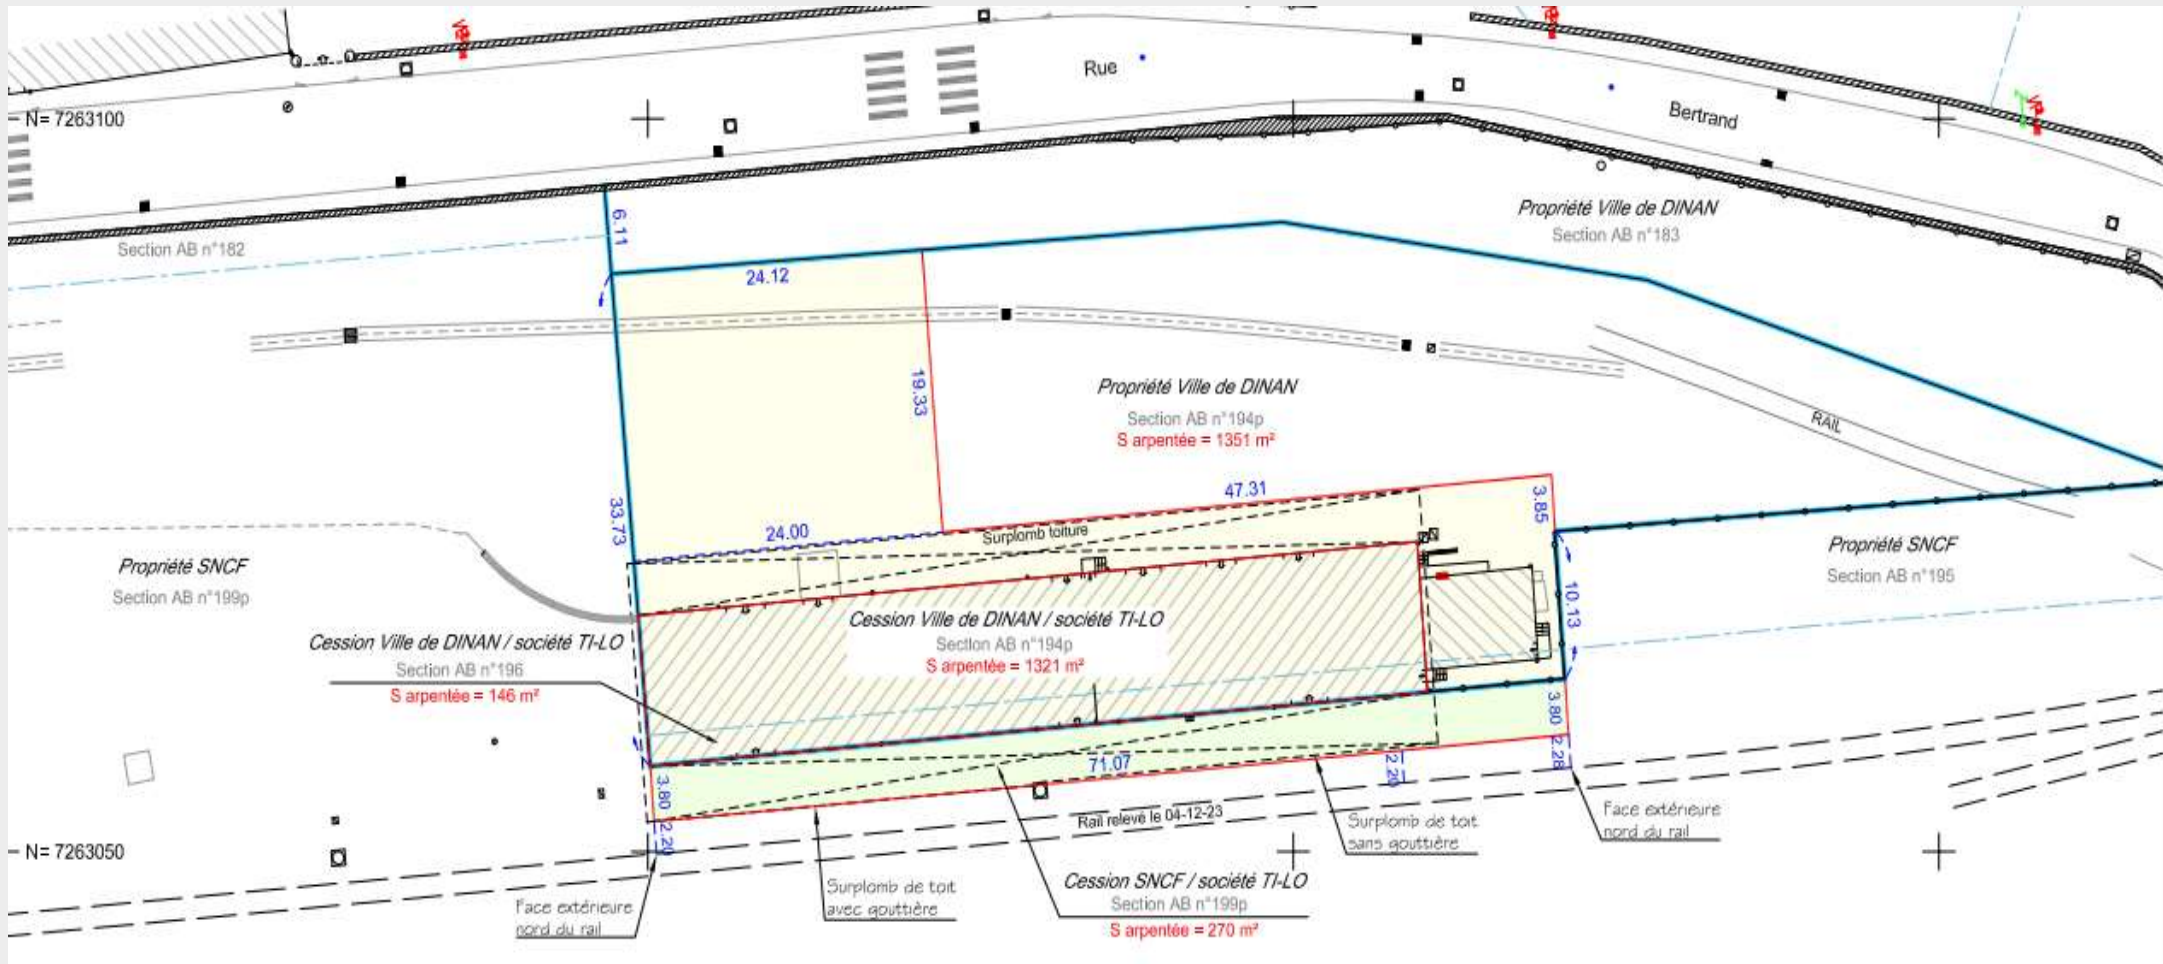 Rue
N= 7263100
Bertrand
Propriété Ville de DINAN
Section AB n°183
6.11
Section AB n°182
24.12
19.33
Propriété Ville de DINAN
Section AB n°194p
S arpentée = 1351 m²
RAIL
47.31
3.85
33.73
24.00
Surplomb toiture
Propriété SNCF
Section AB n°195
Propriété SNCF
Section AB n°199p
10.13
Cession Ville de DINAN / société TI-LO
Section AB n°194p
S arpentée = 1321 m²
Cession Ville de DINAN / société TI-LO
Section AB n°196
S arpentée = 146 m²
3.80
2.28
71.07
2.20
3.80
2.20
Rail relevé le 04-12-23
Face extérieure
nord du rail
Surplomb de toit
sans gouttière
N= 7263050
Cession SNCF / société TI-LO
Section AB n°199p
S arpentée = 270 m²
Surplomb de toit
avec gouttière
Face extérieure
nord du rail